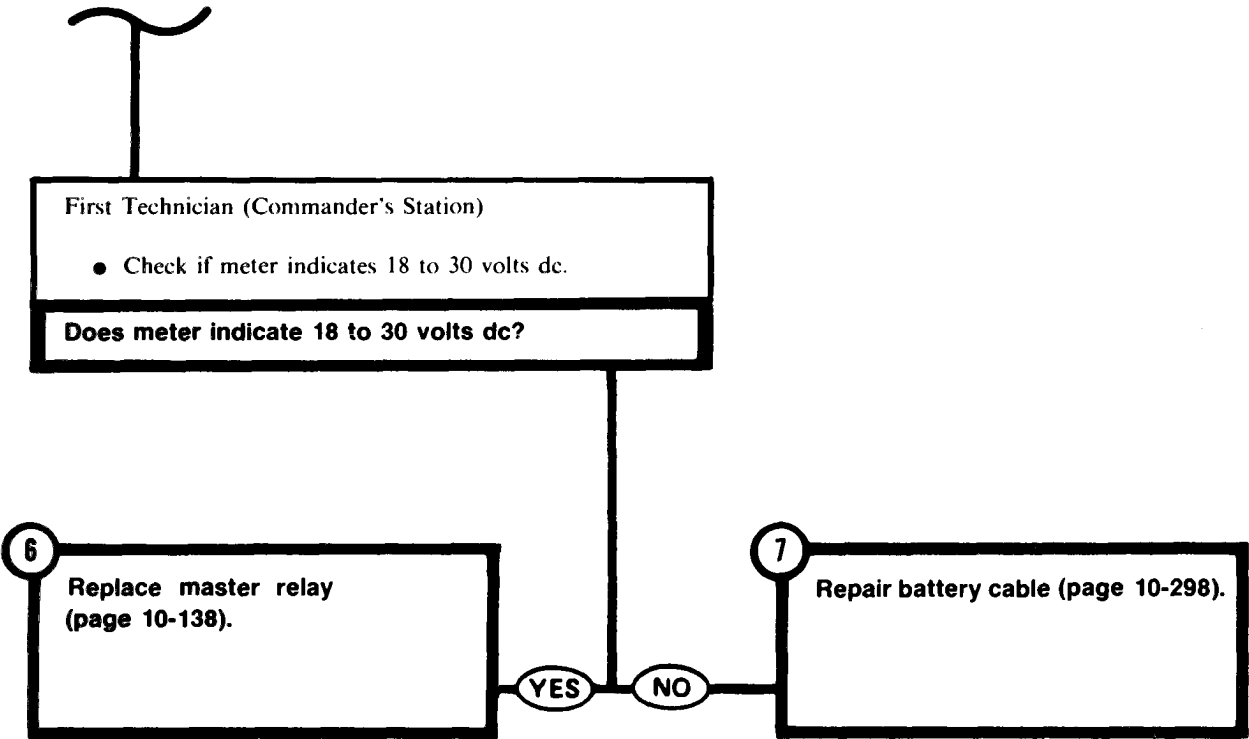 First Technician (Commander's Station)
● Check if meter indicates 18 to 30 volts dc.
Does meter indicate 18 to 30 volts dc?
6
Replace master relay
(page 10-138).
7
Repair battery cable (page 10-298).
YES
NO